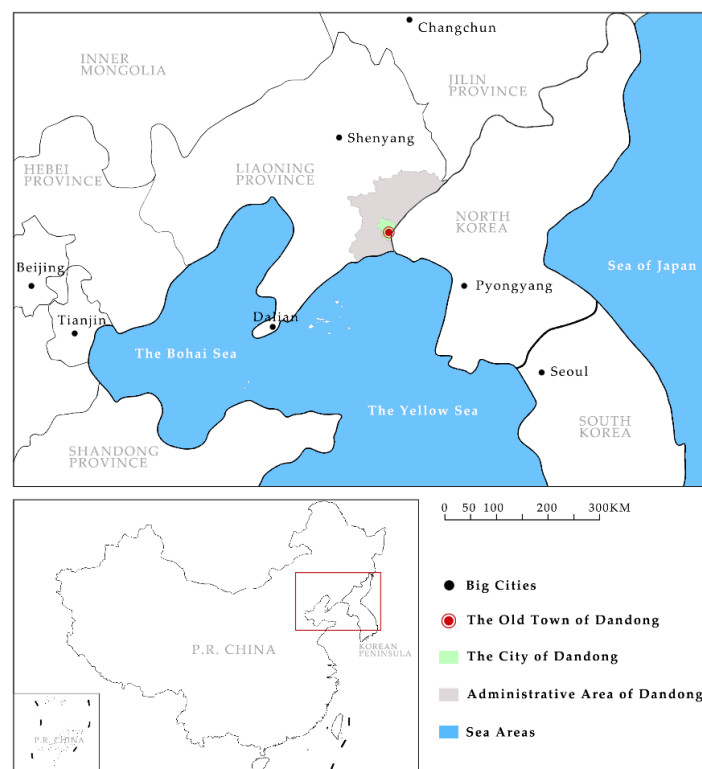 Changchun
INNER
MONGOLIA
JILIN
PROVINCE
Shenyang
HEBEI
PROVINCE
LIAONING
PROVINCE
NORTH
KOREA
Beijing
Sea of Japan
Pyongyang
Tianjin
Dalian
The Bohai Sea
Seoul
The Yellow Sea
SOUTH
KOREA
SHANDONG
PROVINCE
0 50 100 200 300KM
Big Cities
The Old Town of Dandong
P.R. CHINA
KOREAN
PENINSULA
The City of Dandong
Administrative Area of Dandong
Sea Areas
P.R. CHINA